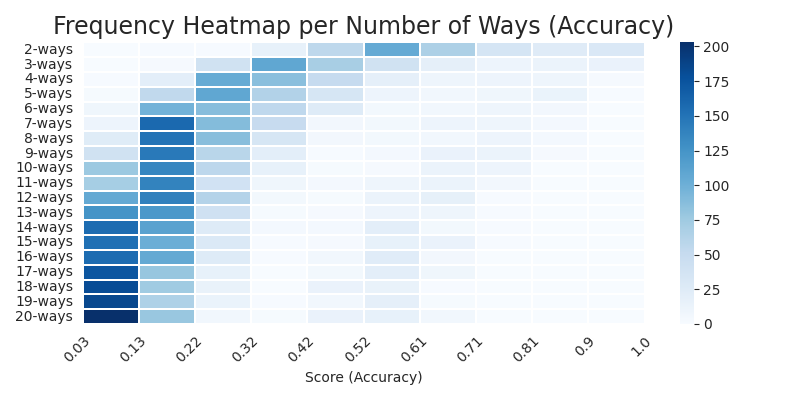 Frequency Heatmap per Number of Ways (Accuracy)
2-ways
3-ways
4-ways
5-ways
6-ways
7-ways
8-ways
9-ways
10-ways
11-ways
12-ways
13-ways
14-ways
15-ways
16-ways
17-ways
18-ways
19-ways
20-ways
0.03 0.13 0.22 0.32 0.42 0.52 0.61 0.71 0.81 0.9 1.0
Score (Accuracy)
200
175
150
125
100
75
50
25
0